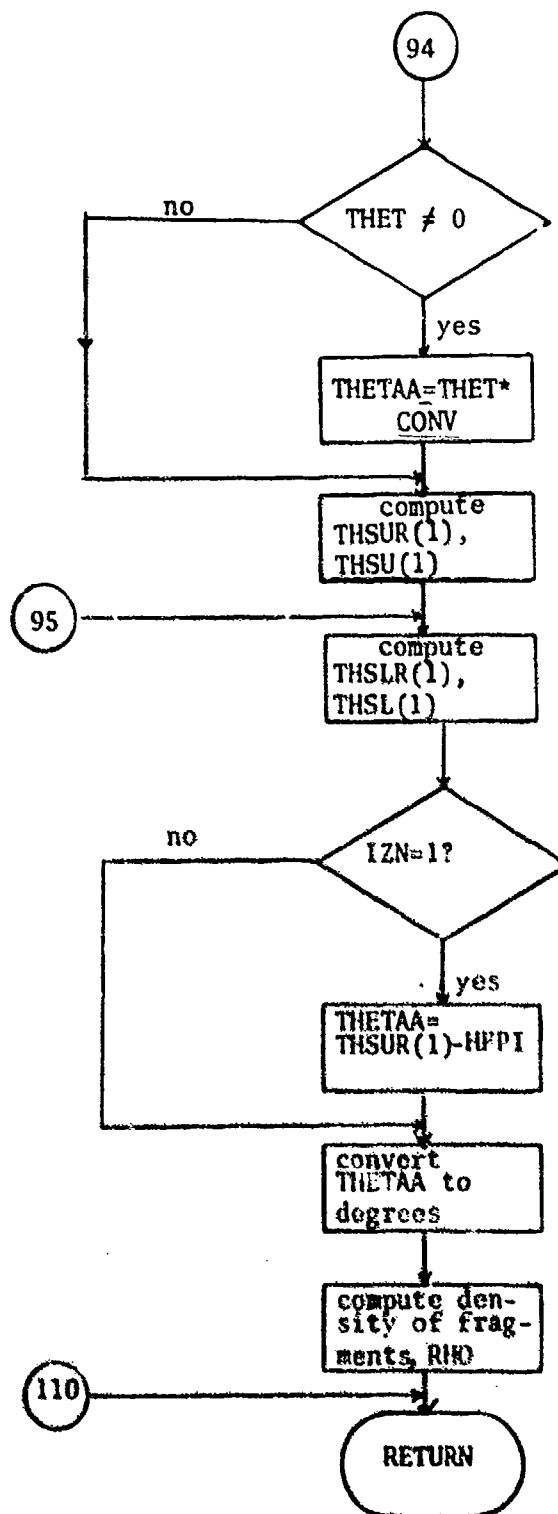 94
THET ≠ 0
no
yes
THETAA=THET*
CONV
compute
THSUR(1),
THSU(1)
95
compute
THSLR(1),
THSL(1)
no
IZN=1?
yes
THETAA=
THSUR(1)-HFPI
convert
THETAA to
degrees
compute den-
sity of frag-
ments, RHO
110
RETURN